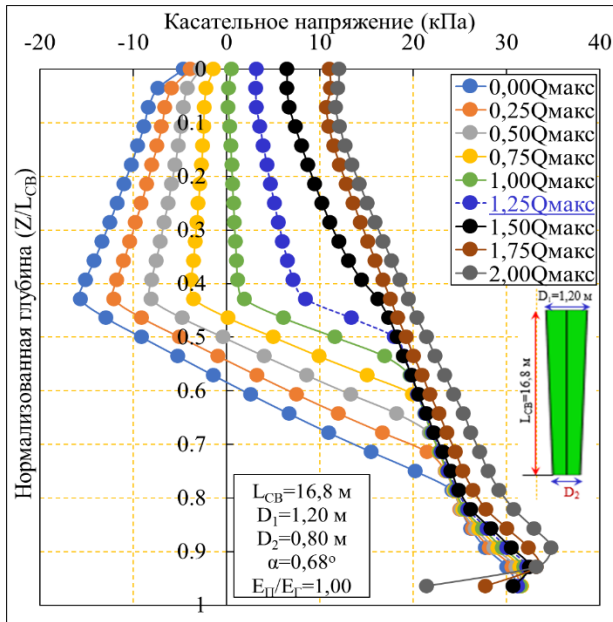 Касательное напряжение (кПа)
-20 -10 0 10 20 30 40
0
0.1
0.2
0.3
0.4
0.5
0.6
0.7
0.8
0.9
1
Нормализованная глубина (Z/LСВ)
0,00Qмакс
0,25Qмакс
0,50Qмакс
0,75Qмакс
1,00Qмакс
1,25Qмакс
1,50Qмакс
1,75Qмакс
2,00Qмакс
D1=1,20 м
LСВ=16,8 м
D2
LСВ=16,8 м
D1=1,20 м
D2=0,80 м
α=0,68°
EП/EГ=1,00